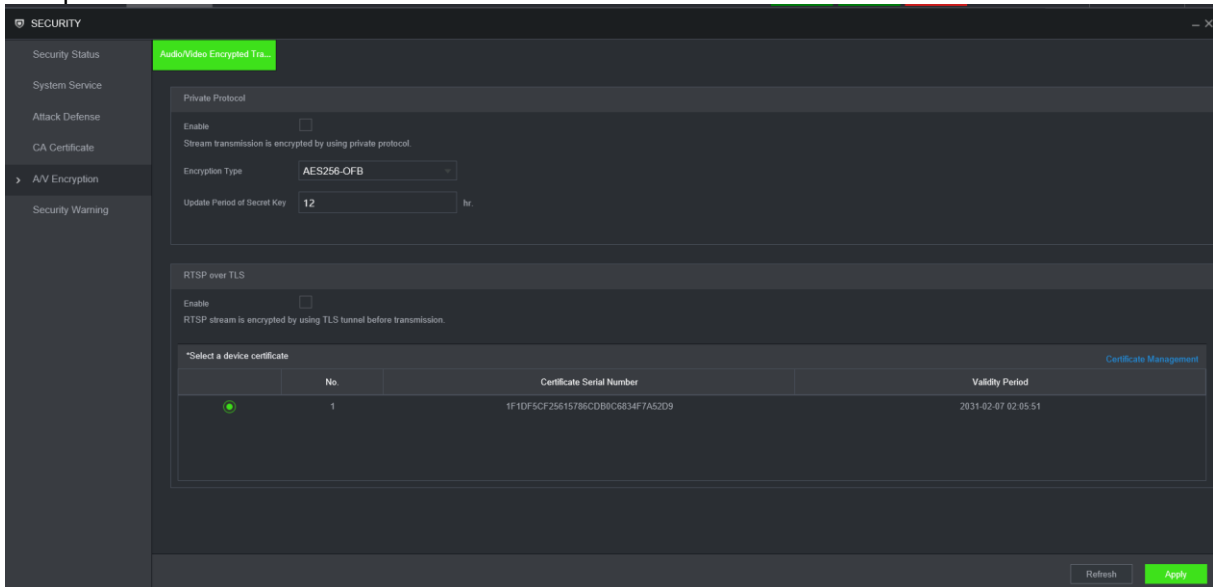 SECURITY
Security Status
System Service
Attack Defense
CA Certificate
A/V Encryption
Security Warning
Audio/Video Encrypted Tra...
Private Protocol
Enable
Stream transmission is encrypted by using private protocol.
Encryption Type AES256-OFB
Update Period of Secret Key 12 hr.
RTSP over TLS
Enable
RTSP stream is encrypted by using TLS tunnel before transmission.
*Select a device certificate Certificate Management
No. Certificate Serial Number Validity Period
1 1F1DF5CF25615786CDB0C6834F7A52D9 2031-02-07 02:05:51
Refresh Apply